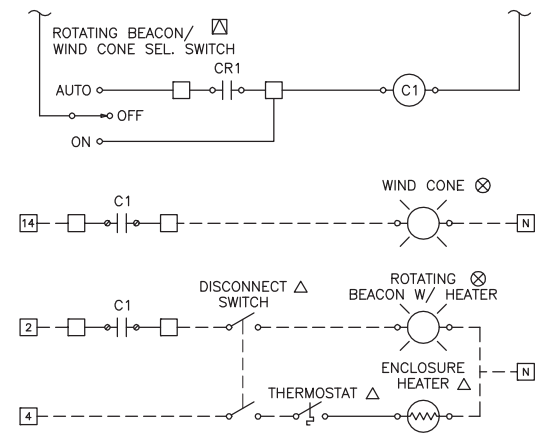 ROTATING BEACON/
WIND CONE SEL. SWITCH
CR1
AUTO
C1
OFF
ON
C1
WIND CONE
14
N
DISCONNECT
SWITCH
ROTATING
BEACON W/ HEATER
C1
2
ENCLOSURE
HEATER
N
THERMOSTAT
4